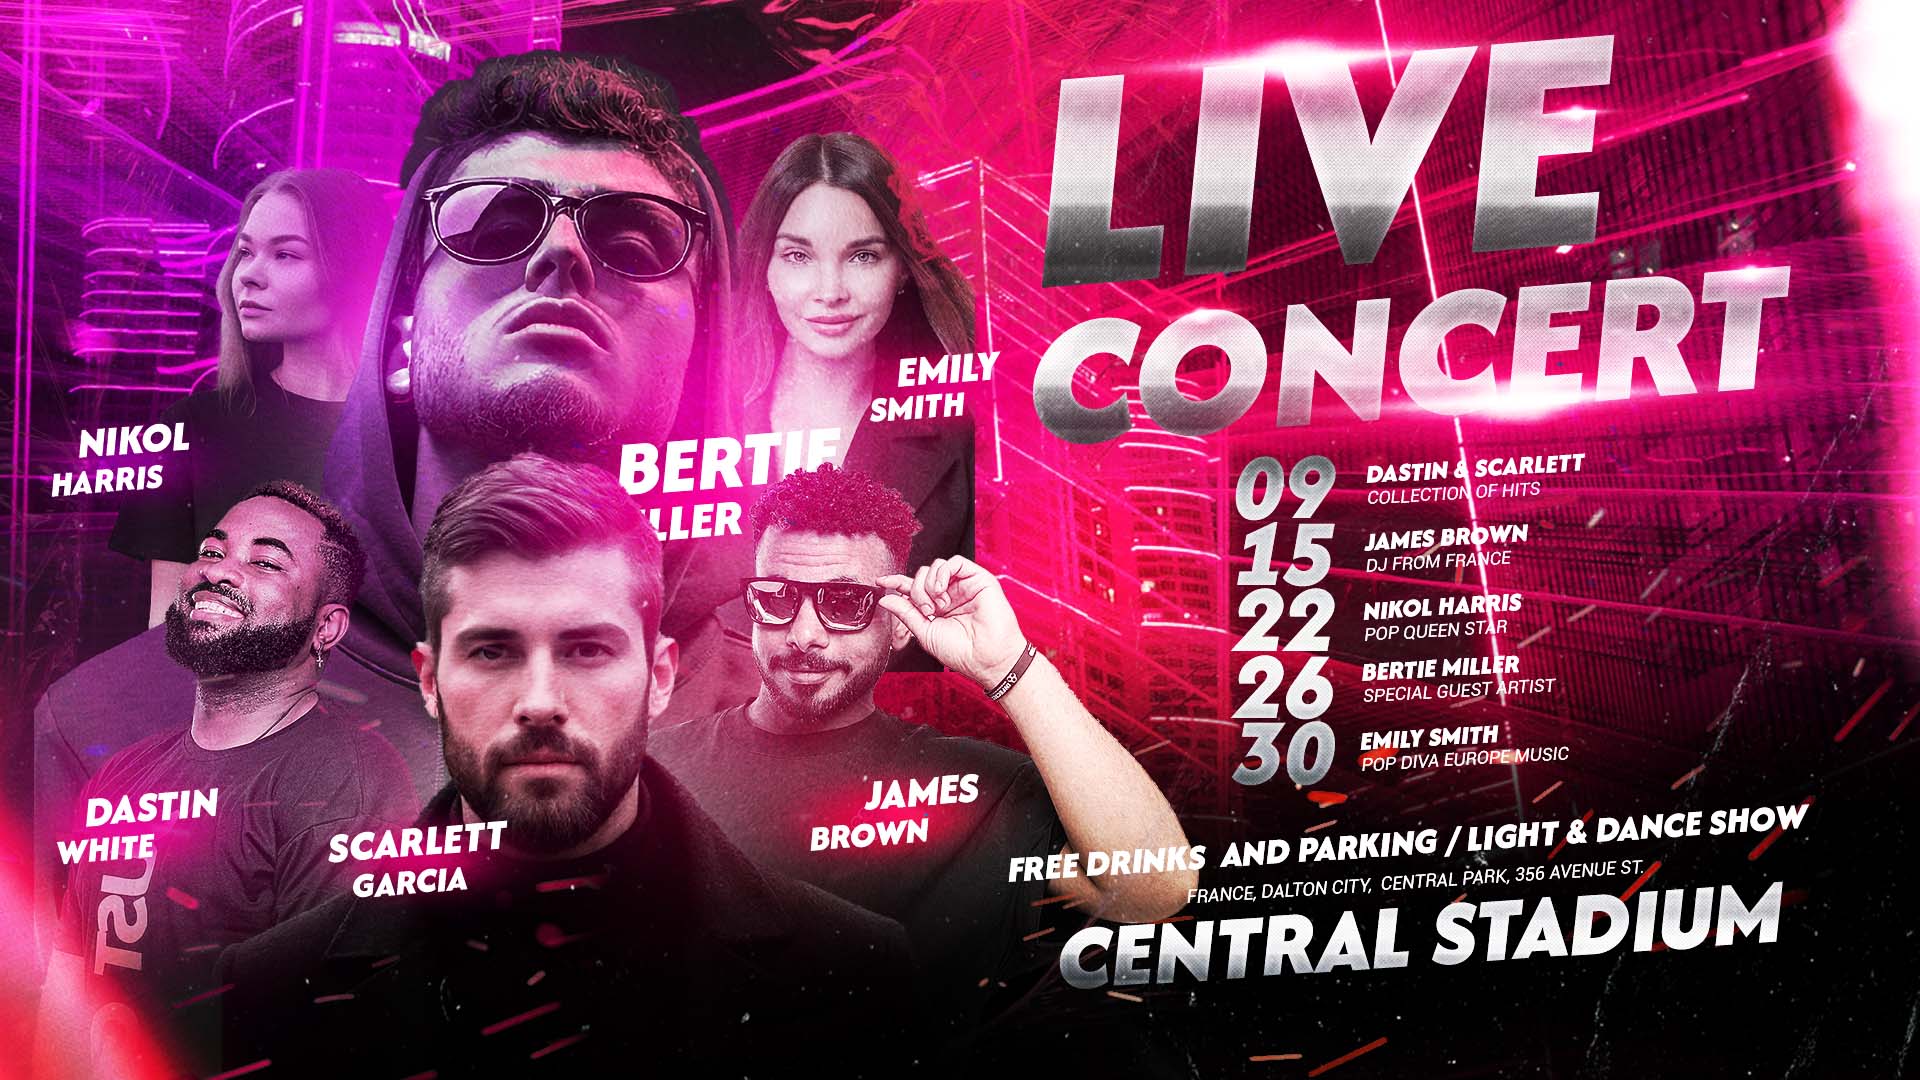 LIVE
CONCERT
NIKOL
HARRIS
EMILY
SMITH
BERTIE
LLER
DASTIN
WHITE
SCARLETT
GARCIA
JAMES
BROWN
09 DASTIN & SCARLETT
COLLECTION OF HITS
15 JAMES BROWN
DJ FROM FRANCE
22 NIKOL HARRIS
POP QUEEN STAR
26 BERTIE MILLER
SPECIAL GUEST ARTIST
30 EMILY SMITH
POP DIVA EUROPE MUSIC
FREE DRINKS AND PARKING / LIGHT & DANCE SHOW
FRANCE, DALTON CITY, CENTRAL PARK, 356 AVENUE ST.
CENTRAL STADIUM